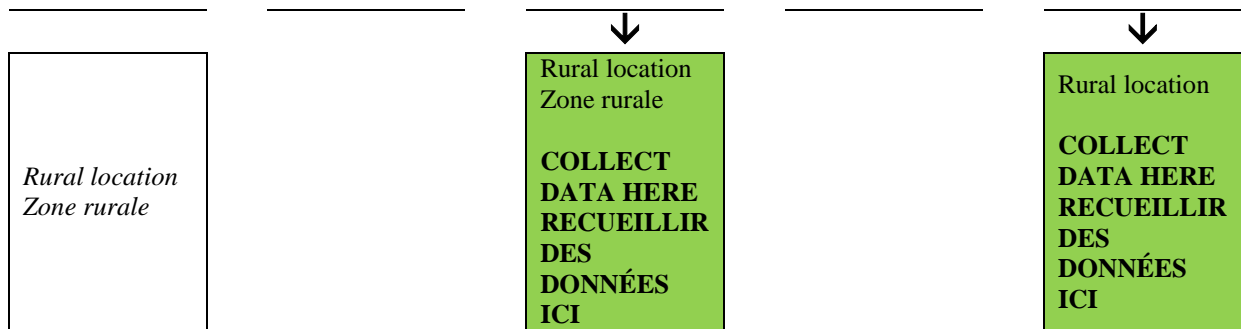 Rural location
Zone rurale
Rural location
Zone rurale
COLLECT
DATA HERE
RECUEILLIR
DES
DONNÉES
ICI
Rural location
COLLECT
DATA HERE
RECUEILLIR
DES
DONNÉES
ICI